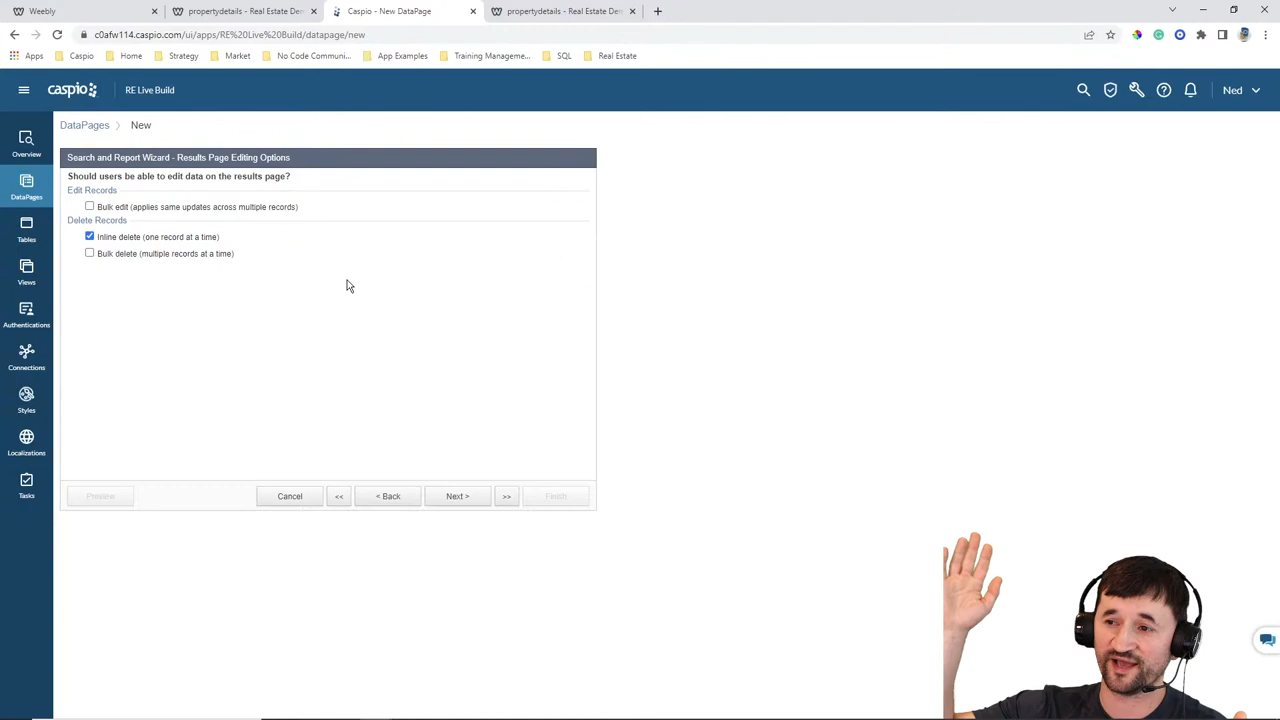 Weebly
propertydetails - Real Estate Der
Caspio - New DataPage
propertydetails - Real Estate Der
c0afw114.caspio.com/ui/apps/RE%20Live%20Build/datapage/new
Apps
Caspio
Home
Strategy
Market
No Code Communi...
App Examples
Training Manageme...
SQL
Real Estate
caspio
RE Live Build
Ned
Overview
DataPages
Tables
Views
Authentications
Connections
Styles
Localizations
Tasks
DataPages
New
Search and Report Wizard - Results Page Editing Options
Should users be able to edit data on the results page?
Edit Records
Bulk edit (applies same updates across multiple records)
Delete Records
Inline delete (one record at a time)
Bulk delete (multiple records at a time)
Preview
Cancel
<<
< Back
Next >
>>
Finish